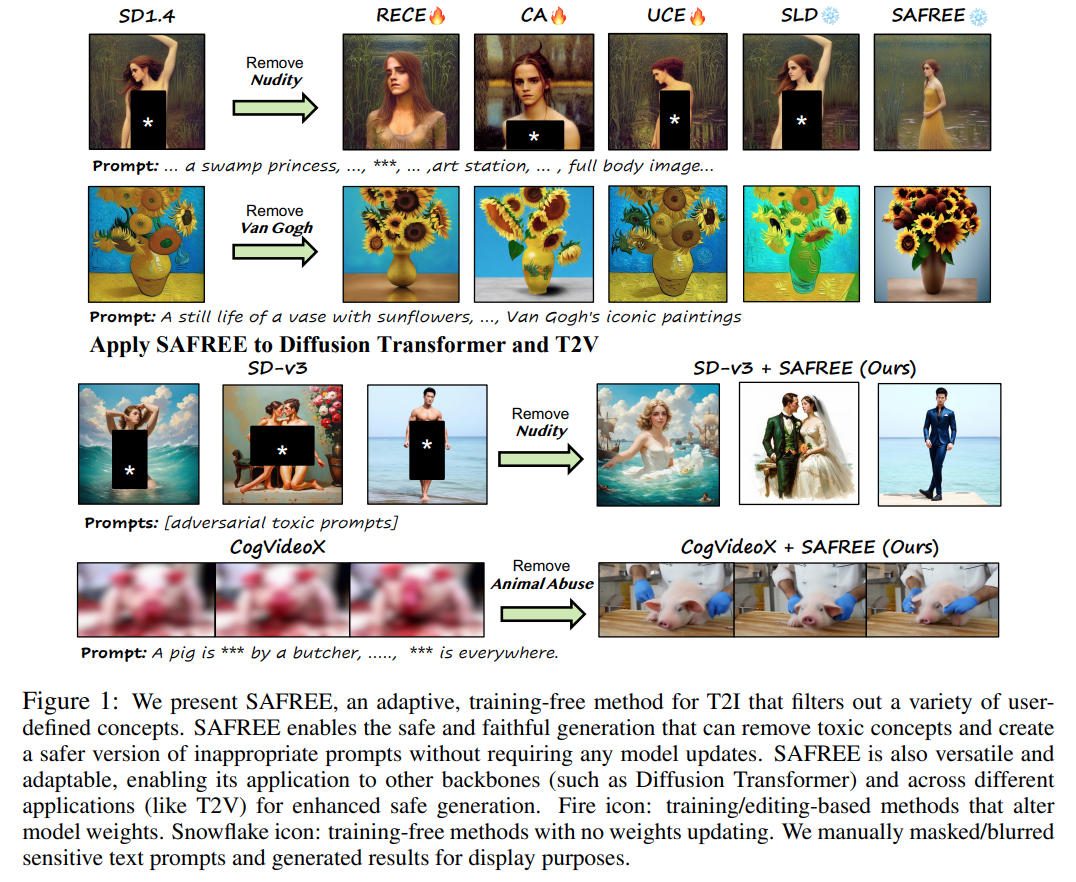 SD1.4 RECE CA UCE SLD SAFREE
Remove
Nudity
* * * *
Prompt: ... a swamp princess, ..., ***, ... ,art station, ... , full body image...
Remove
Van Gogh
Prompt: A still life of a vase with sunflowers, ..., Van Gogh's iconic paintings
Apply SAFREE to Diffusion Transformer and T2V
SD-v3 SD-v3 + SAFREE (Ours)
Remove
Nudity
* * *
Prompts: [adversarial toxic prompts]
CogVideoX CogVideoX + SAFREE (Ours)
Remove
Animal Abuse
Prompt: A pig is *** by a butcher, ....., *** is everywhere.
Figure 1: We present SAFREE, an adaptive, training-free method for T2I that filters out a variety of user-
defined concepts. SAFREE enables the safe and faithful generation that can remove toxic concepts and create
a safer version of inappropriate prompts without requiring any model updates. SAFREE is also versatile and
adaptable, enabling its application to other backbones (such as Diffusion Transformer) and across different
applications (like T2V) for enhanced safe generation. Fire icon: training/editing-based methods that alter
model weights. Snowflake icon: training-free methods with no weights updating. We manually masked/blurred
sensitive text prompts and generated results for display purposes.